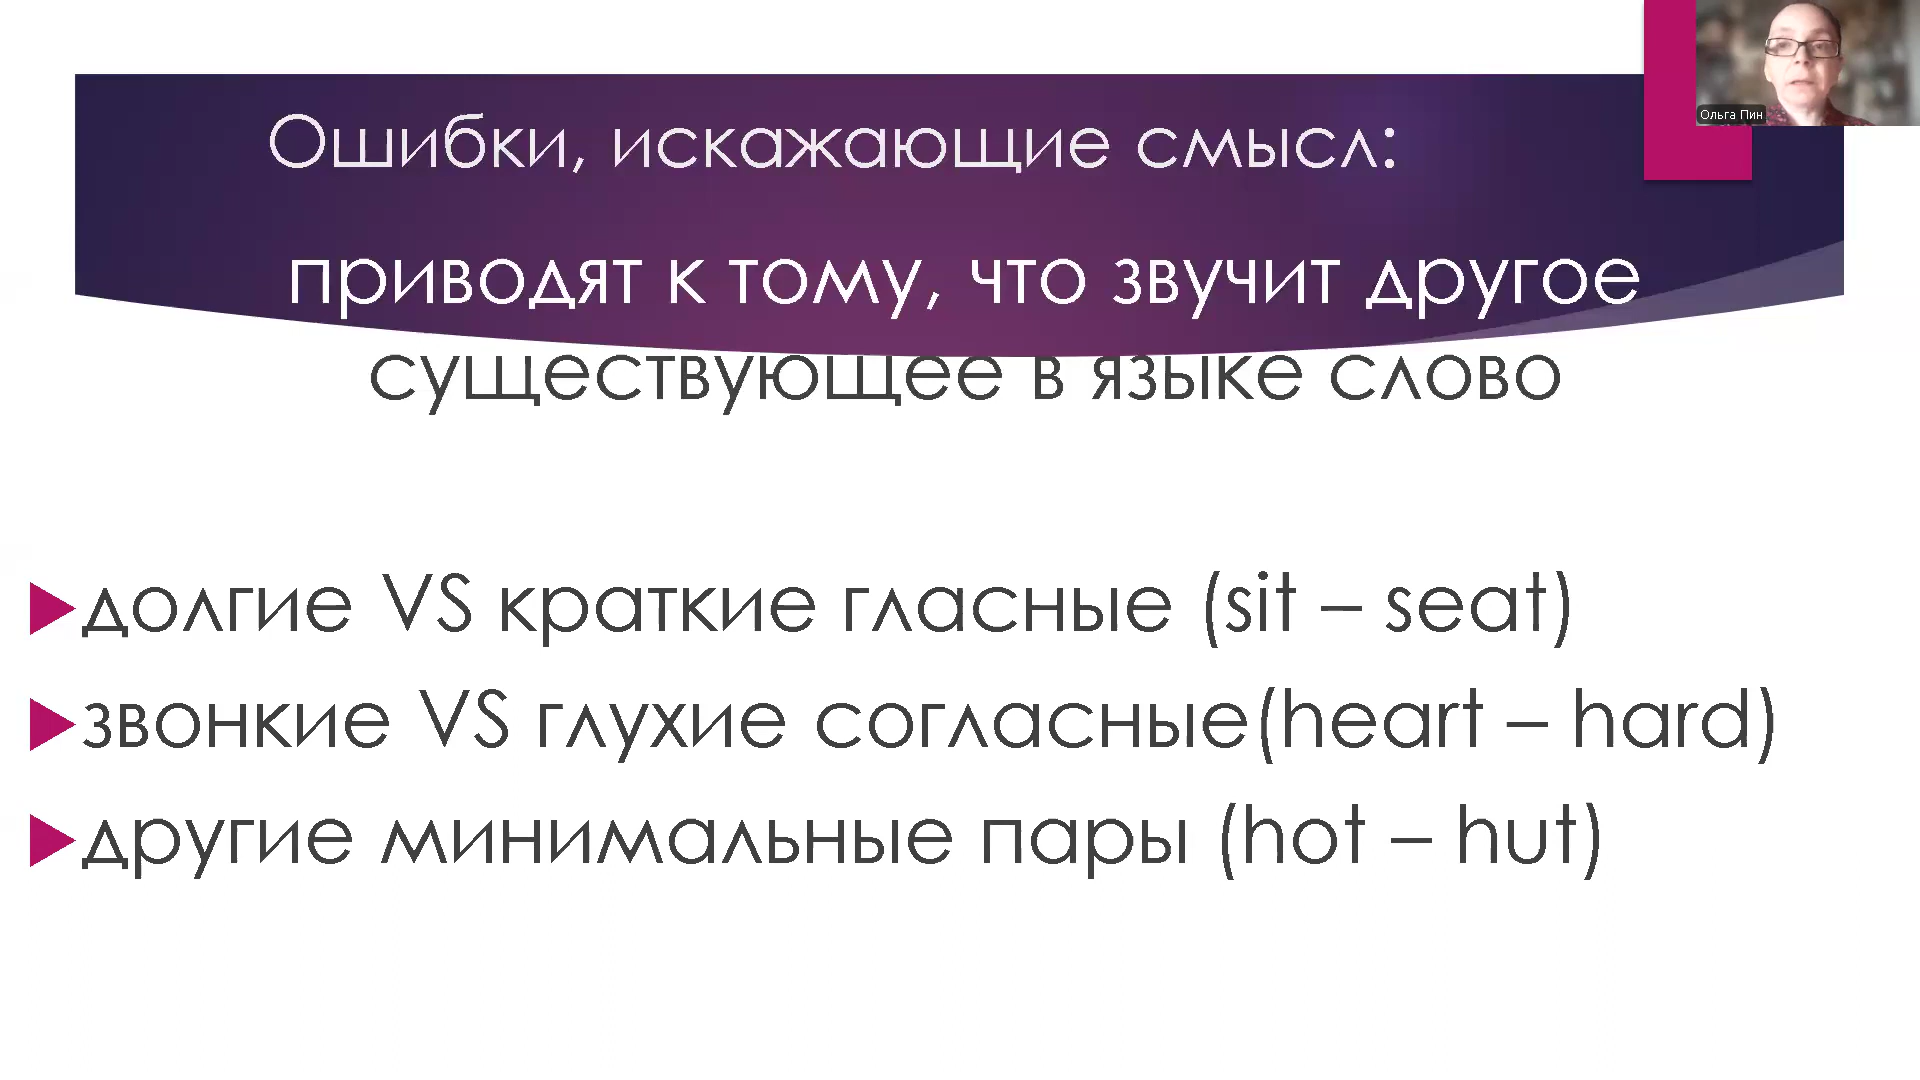 Ольга Пин
Ошибки, искажающие смысл:
приводят к тому, что звучит другое
существующее в языке слово
долгие VS краткие гласные (sit – seat)
звонкие VS глухие согласные(heart – hard)
другие минимальные пары (hot – hut)